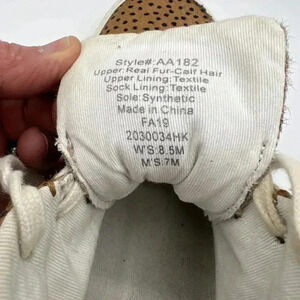 Style#: AA182
Upper: Real Fur-Calf Hair
Upper Lining: Textile
Sock Lining: Textile
Sole: Synthetic
Made in China
FA19
2030034HK
W'S: 8.5M
M'S: 7M